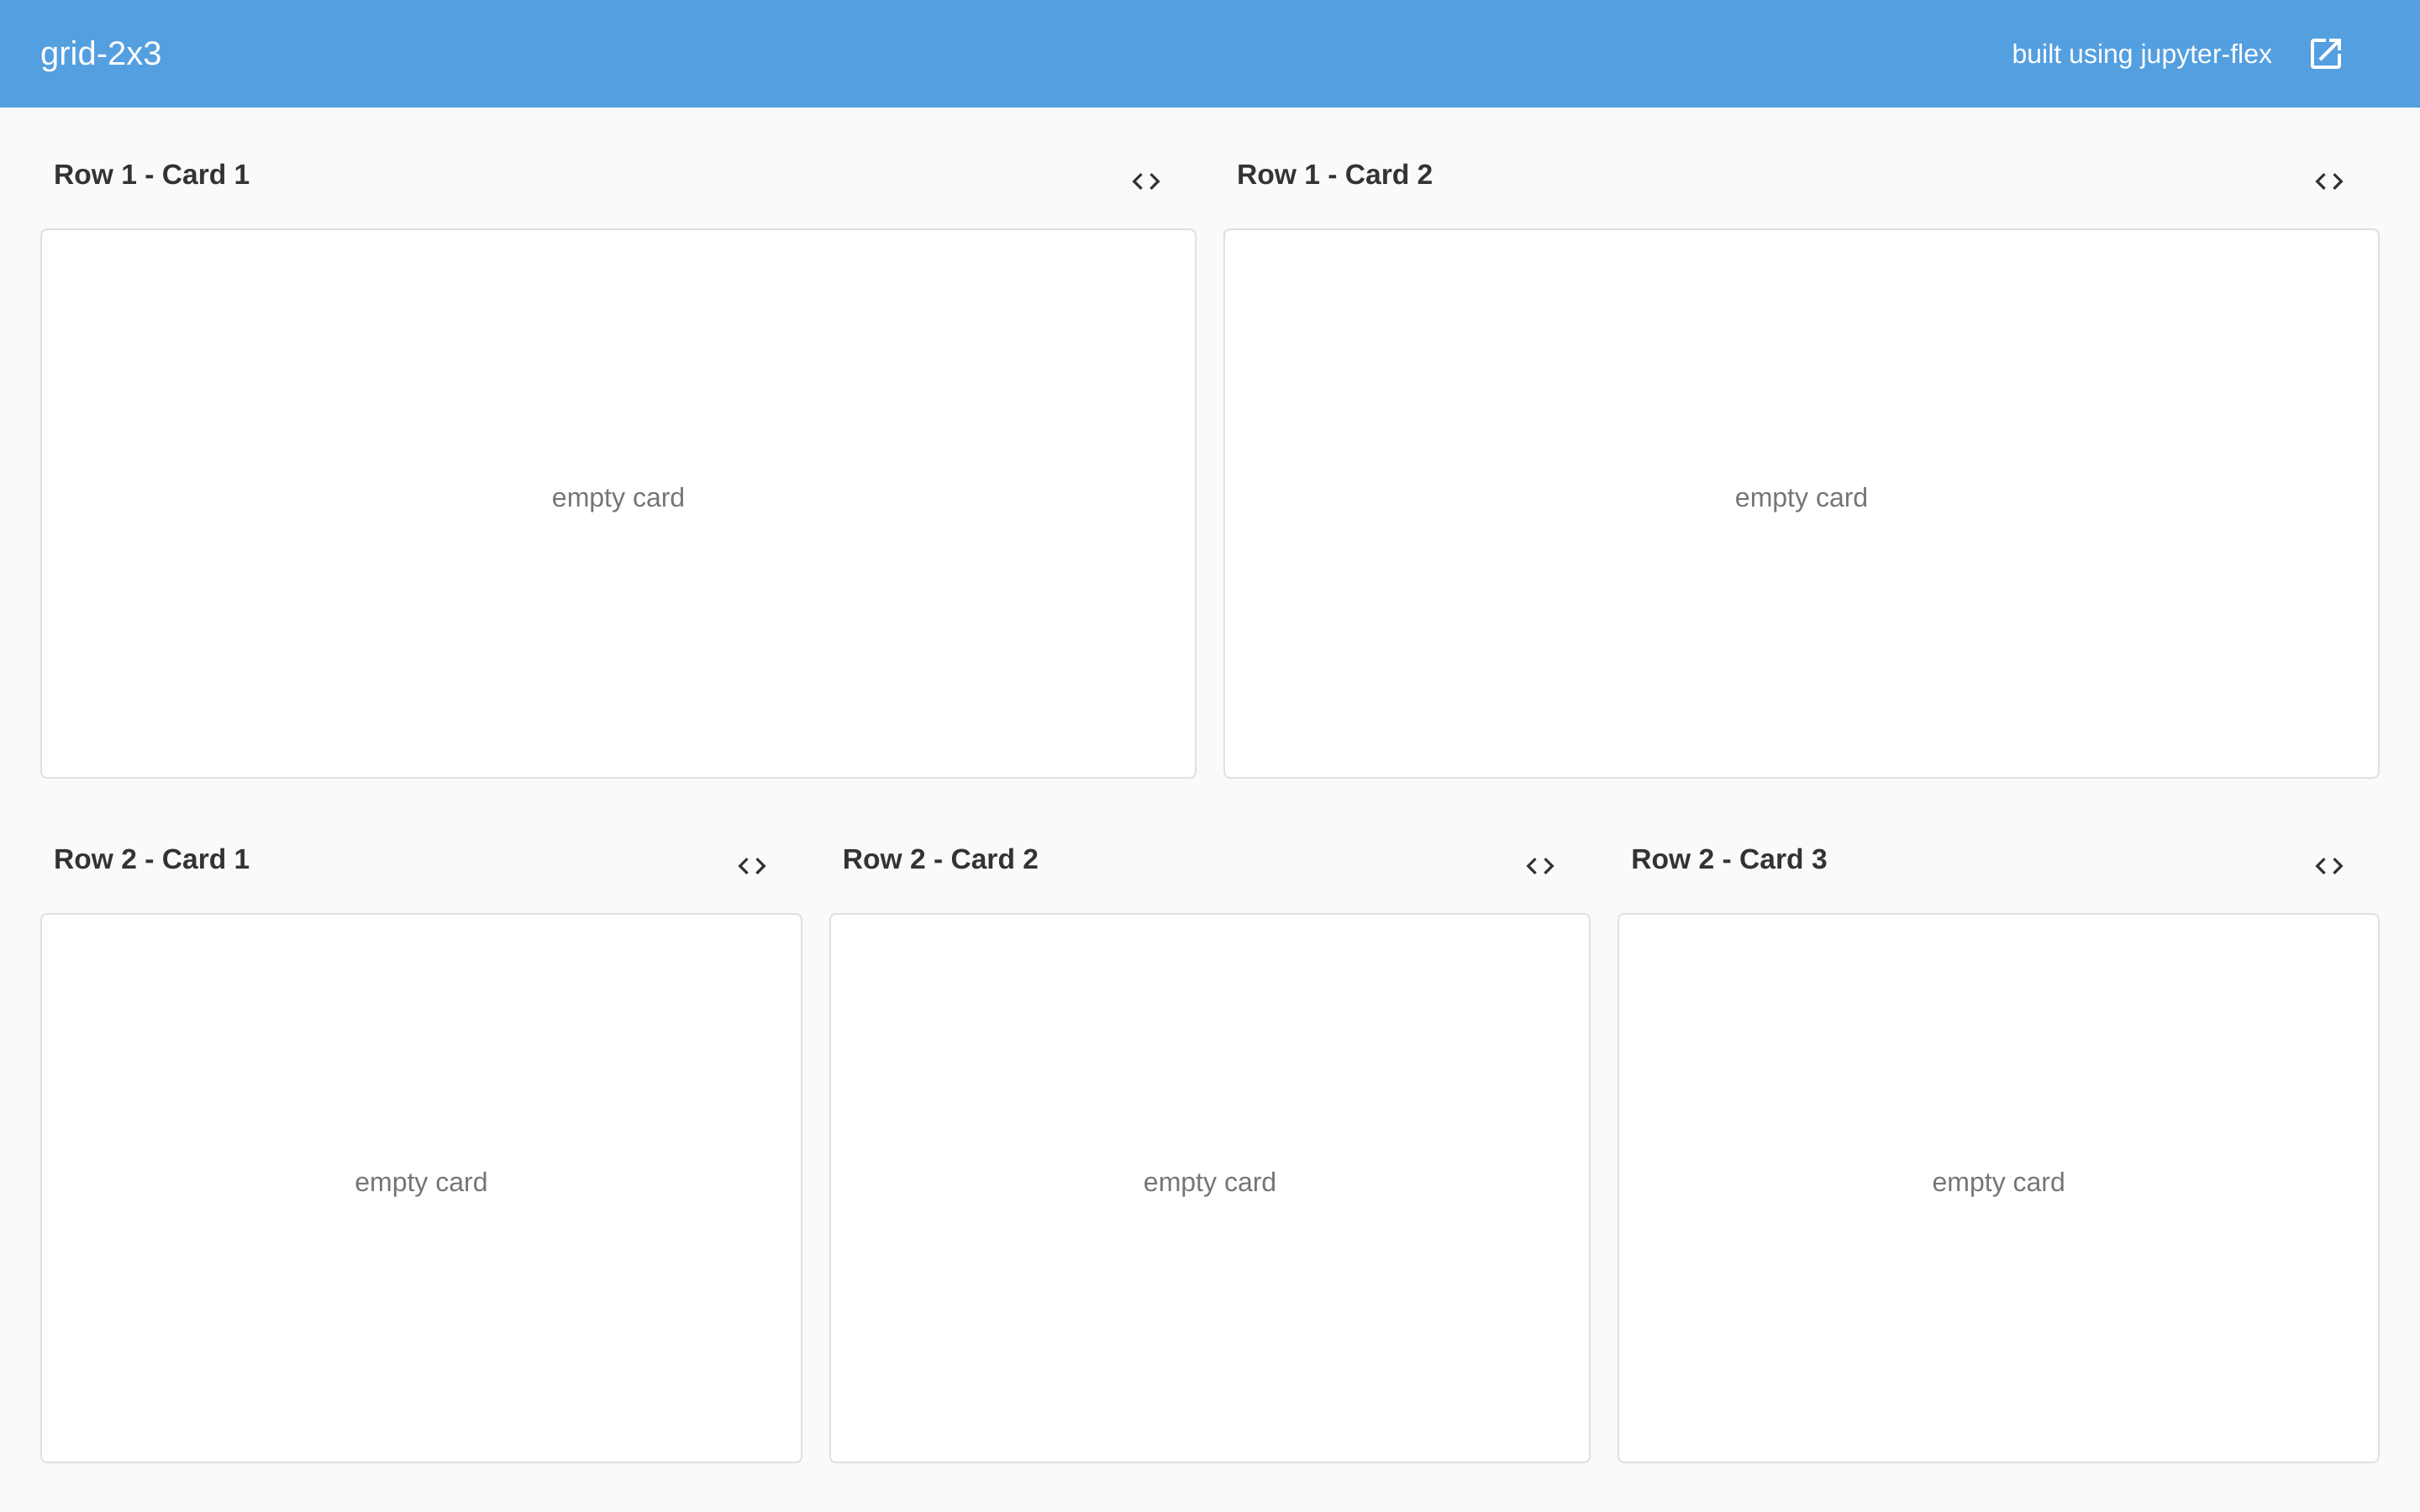 grid-2x3
built using jupyter-flex
Row 1 - Card 1
Row 1 - Card 2
empty card
empty card
Row 2 - Card 1
Row 2 - Card 2
Row 2 - Card 3
empty card
empty card
empty card